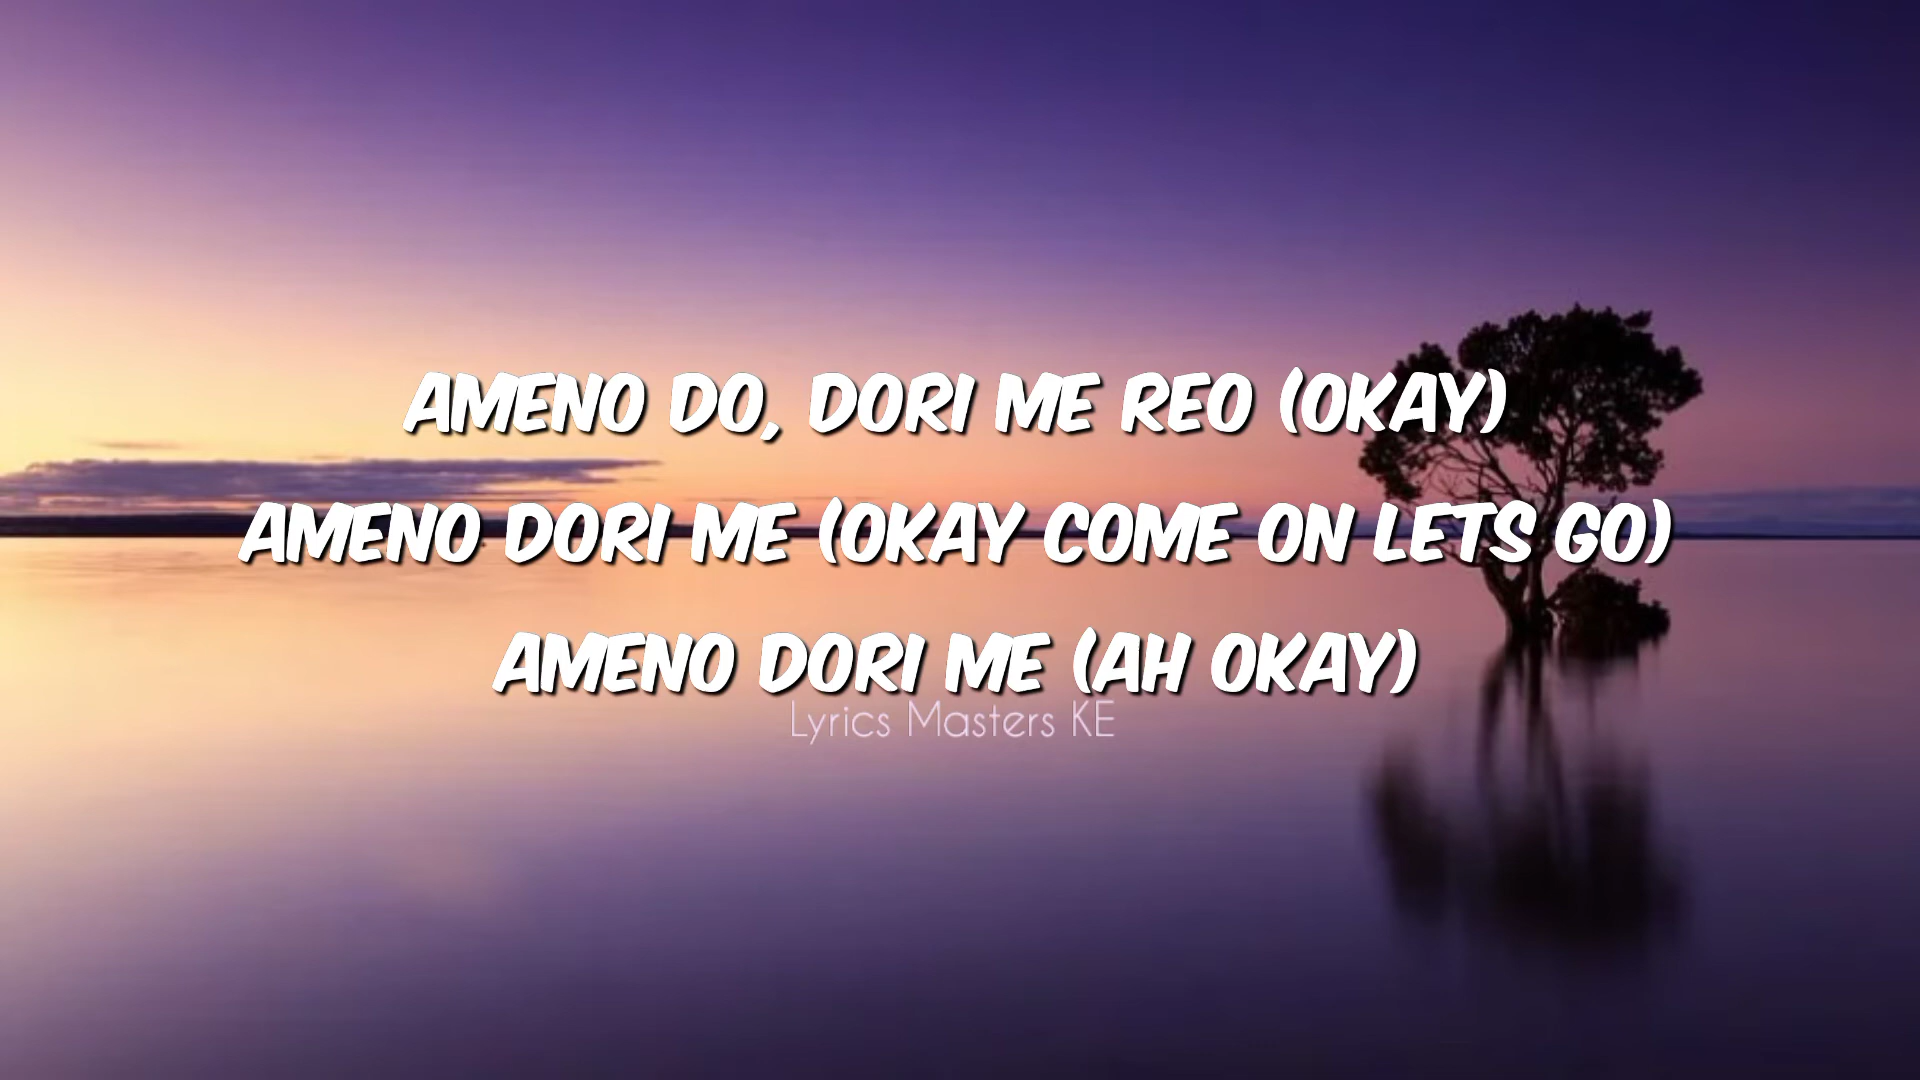 AMENO DO, DORI ME REO (OKAY)
AMENO DORI ME (OKAY COME ON LETS GO)
AMENO DORI ME (AH OKAY)
Lyrics Masters KE